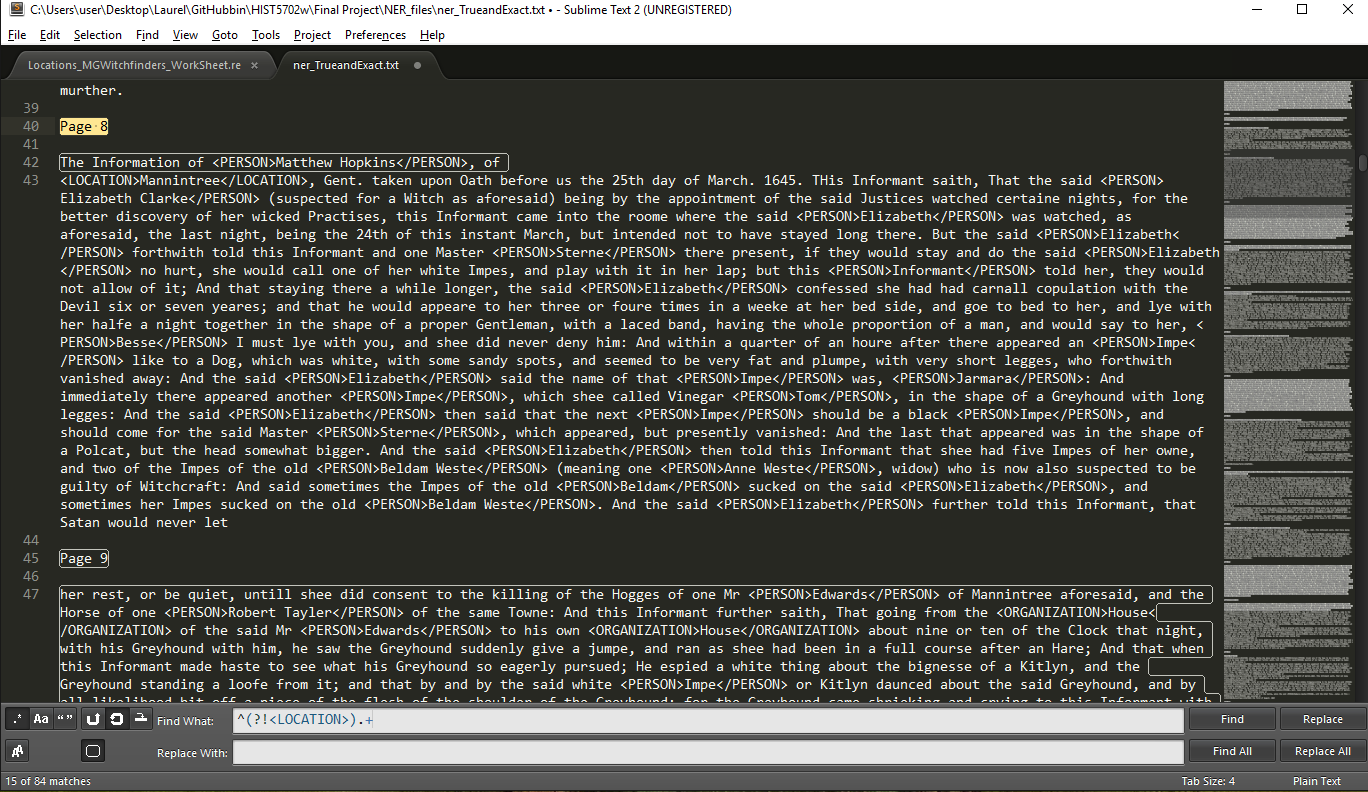 C:\Users\user\Desktop\Laurel\GitHubbin\HIST5702w\Final Project\NER_files\ner_TrueandExact.txt • - Sublime Text 2 (UNREGISTERED)
File Edit Selection Find View Goto Tools Project Preferences Help
Locations_MGWitchfinders_WorkSheet.re × ner_TrueandExact.txt
murther.
39
40 Page 8
41
42 The Information of <PERSON>Matthew Hopkins</PERSON>, of
43 <LOCATION>Mannintree</LOCATION>, Gent. taken upon Oath before us the 25th day of March. 1645. THis Informant saith, That the said <PERSON>
Elizabeth Clarke</PERSON> (suspected for a Witch as aforesaid) being by the appointment of the said Justices watched certaine nights, for the
better discovery of her wicked Practises, this Informant came into the roome where the said <PERSON>Elizabeth</PERSON> was watched, as
aforesaid, the last night, being the 24th of this instant March, but intended not to have stayed long there. But the said <PERSON>Elizabeth<
/PERSON> forthwith told this Informant and one Master <PERSON>Sterne</PERSON> there present, if they would stay and do the said <PERSON>Elizabeth
</PERSON> no hurt, she would call one of her white Impes, and play with it in her lap; but this <PERSON>Informant</PERSON> told her, they would
not allow of it; And that staying there a while longer, the said <PERSON>Elizabeth</PERSON> confessed she had had carnall copulation with the
Devil six or seven yeares; and that he would appeare to her three or foure times in a weeke at her bed side, and goe to bed to her, and lye with
her halfe a night together in the shape of a proper Gentleman, with a laced band, having the whole proportion of a man, and would say to her, <
PERSON>Besse</PERSON> I must lye with you, and shee did never deny him: And within a quarter of an houre after there appeared an <PERSON>Impe<
/PERSON> like to a Dog, which was white, with some sandy spots, and seemed to be very fat and plumpe, with very short legges, who forthwith
vanished away: And the said <PERSON>Elizabeth</PERSON> said the name of that <PERSON>Impe</PERSON> was, <PERSON>Jarmara</PERSON>: And
immediately there appeared another <PERSON>Impe</PERSON>, which shee called Vinegar <PERSON>Tom</PERSON>, in the shape of a Greyhound with long
legges: And the said <PERSON>Elizabeth</PERSON> then said that the next <PERSON>Impe</PERSON> should be a black <PERSON>Impe</PERSON>, and
should come for the said Master <PERSON>Sterne</PERSON>, which appeared, but presently vanished: And the last that appeared was in the shape of
a Polcat, but the head somewhat bigger. And the said <PERSON>Elizabeth</PERSON> then told this Informant that shee had five Impes of her owne,
and two of the Impes of the old <PERSON>Beldam Weste</PERSON> (meaning one <PERSON>Anne Weste</PERSON>, widow) who is now also suspected to be
guilty of Witchcraft: And said sometimes the Impes of the old <PERSON>Beldam</PERSON> sucked on the said <PERSON>Elizabeth</PERSON>, and
sometimes her Impes sucked on the old <PERSON>Beldam Weste</PERSON>. And the said <PERSON>Elizabeth</PERSON> further told this Informant, that
Satan would never let
44
45 Page 9
46
47 her rest, or be quiet, untill shee did consent to the killing of the Hogges of one Mr <PERSON>Edwards</PERSON> of Mannintree aforesaid, and the
Horse of one <PERSON>Robert Tayler</PERSON> of the same Towne: And this Informant further saith, That going from the <ORGANIZATION>House<
/ORGANIZATION> of the said Mr <PERSON>Edwards</PERSON> to his own <ORGANIZATION>House</ORGANIZATION> about nine or ten of the Clock that night,
with his Greyhound with him, he saw the Greyhound suddenly give a jumpe, and ran as shee had been in a full course after an Hare; And that when
this Informant made haste to see what his Greyhound so eagerly pursued; He espied a white thing about the bignesse of a Kitlyn, and the
Greyhound standing a loofe from it; and that by and by the said white <PERSON>Impe</PERSON> or Kitlyn daunced about the said Greyhound, and by
all likelihood bit off a piece of the flesh of the shoulder of the Greyhound; for the Greyhound came shrieking and crying to this Informant with
.* Aa “” Find What: ^(?!<LOCATION>).+ Find Replace
Replace With: Find All Replace All
15 of 84 matches Tab Size: 4 Plain Text